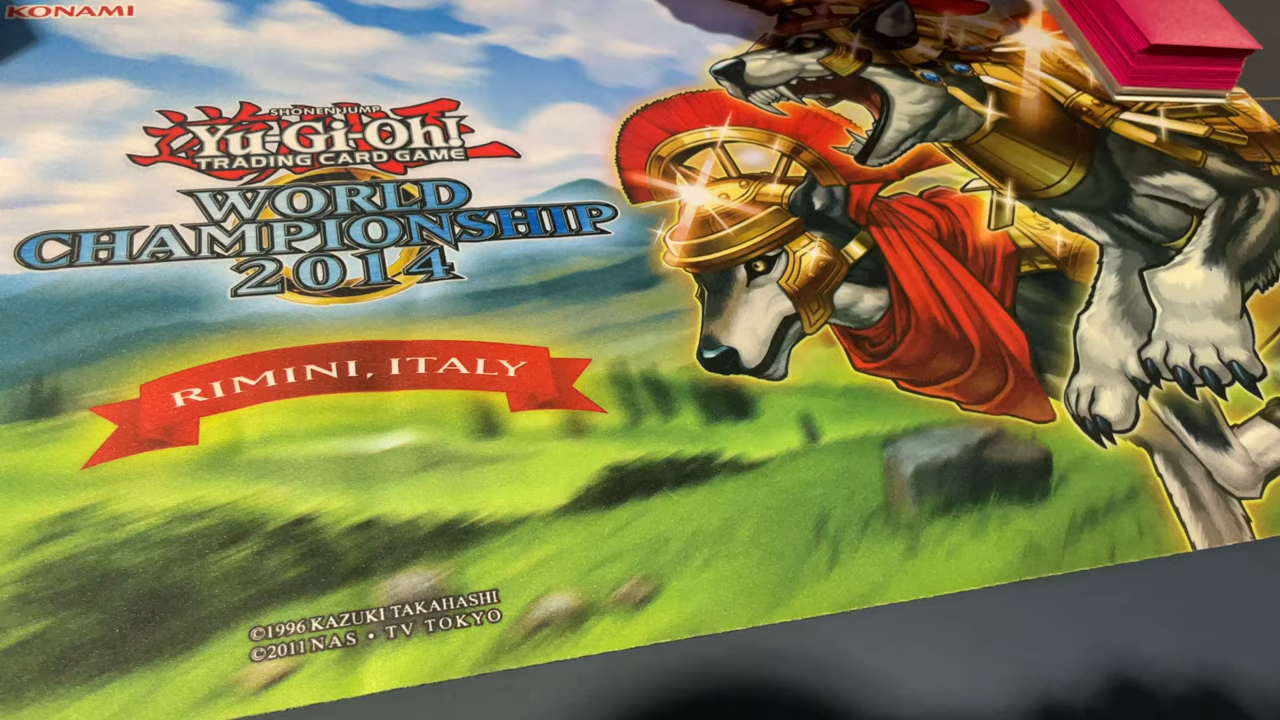 KONAMI
SHONEN JUMP
Yu-Gi-Oh!
TRADING CARD GAME
WORLD
CHAMPIONSHIP
2014
RIMINI, ITALY
©1996 KAZUKI TAKAHASHI
©2011 NAS • TV TOKYO